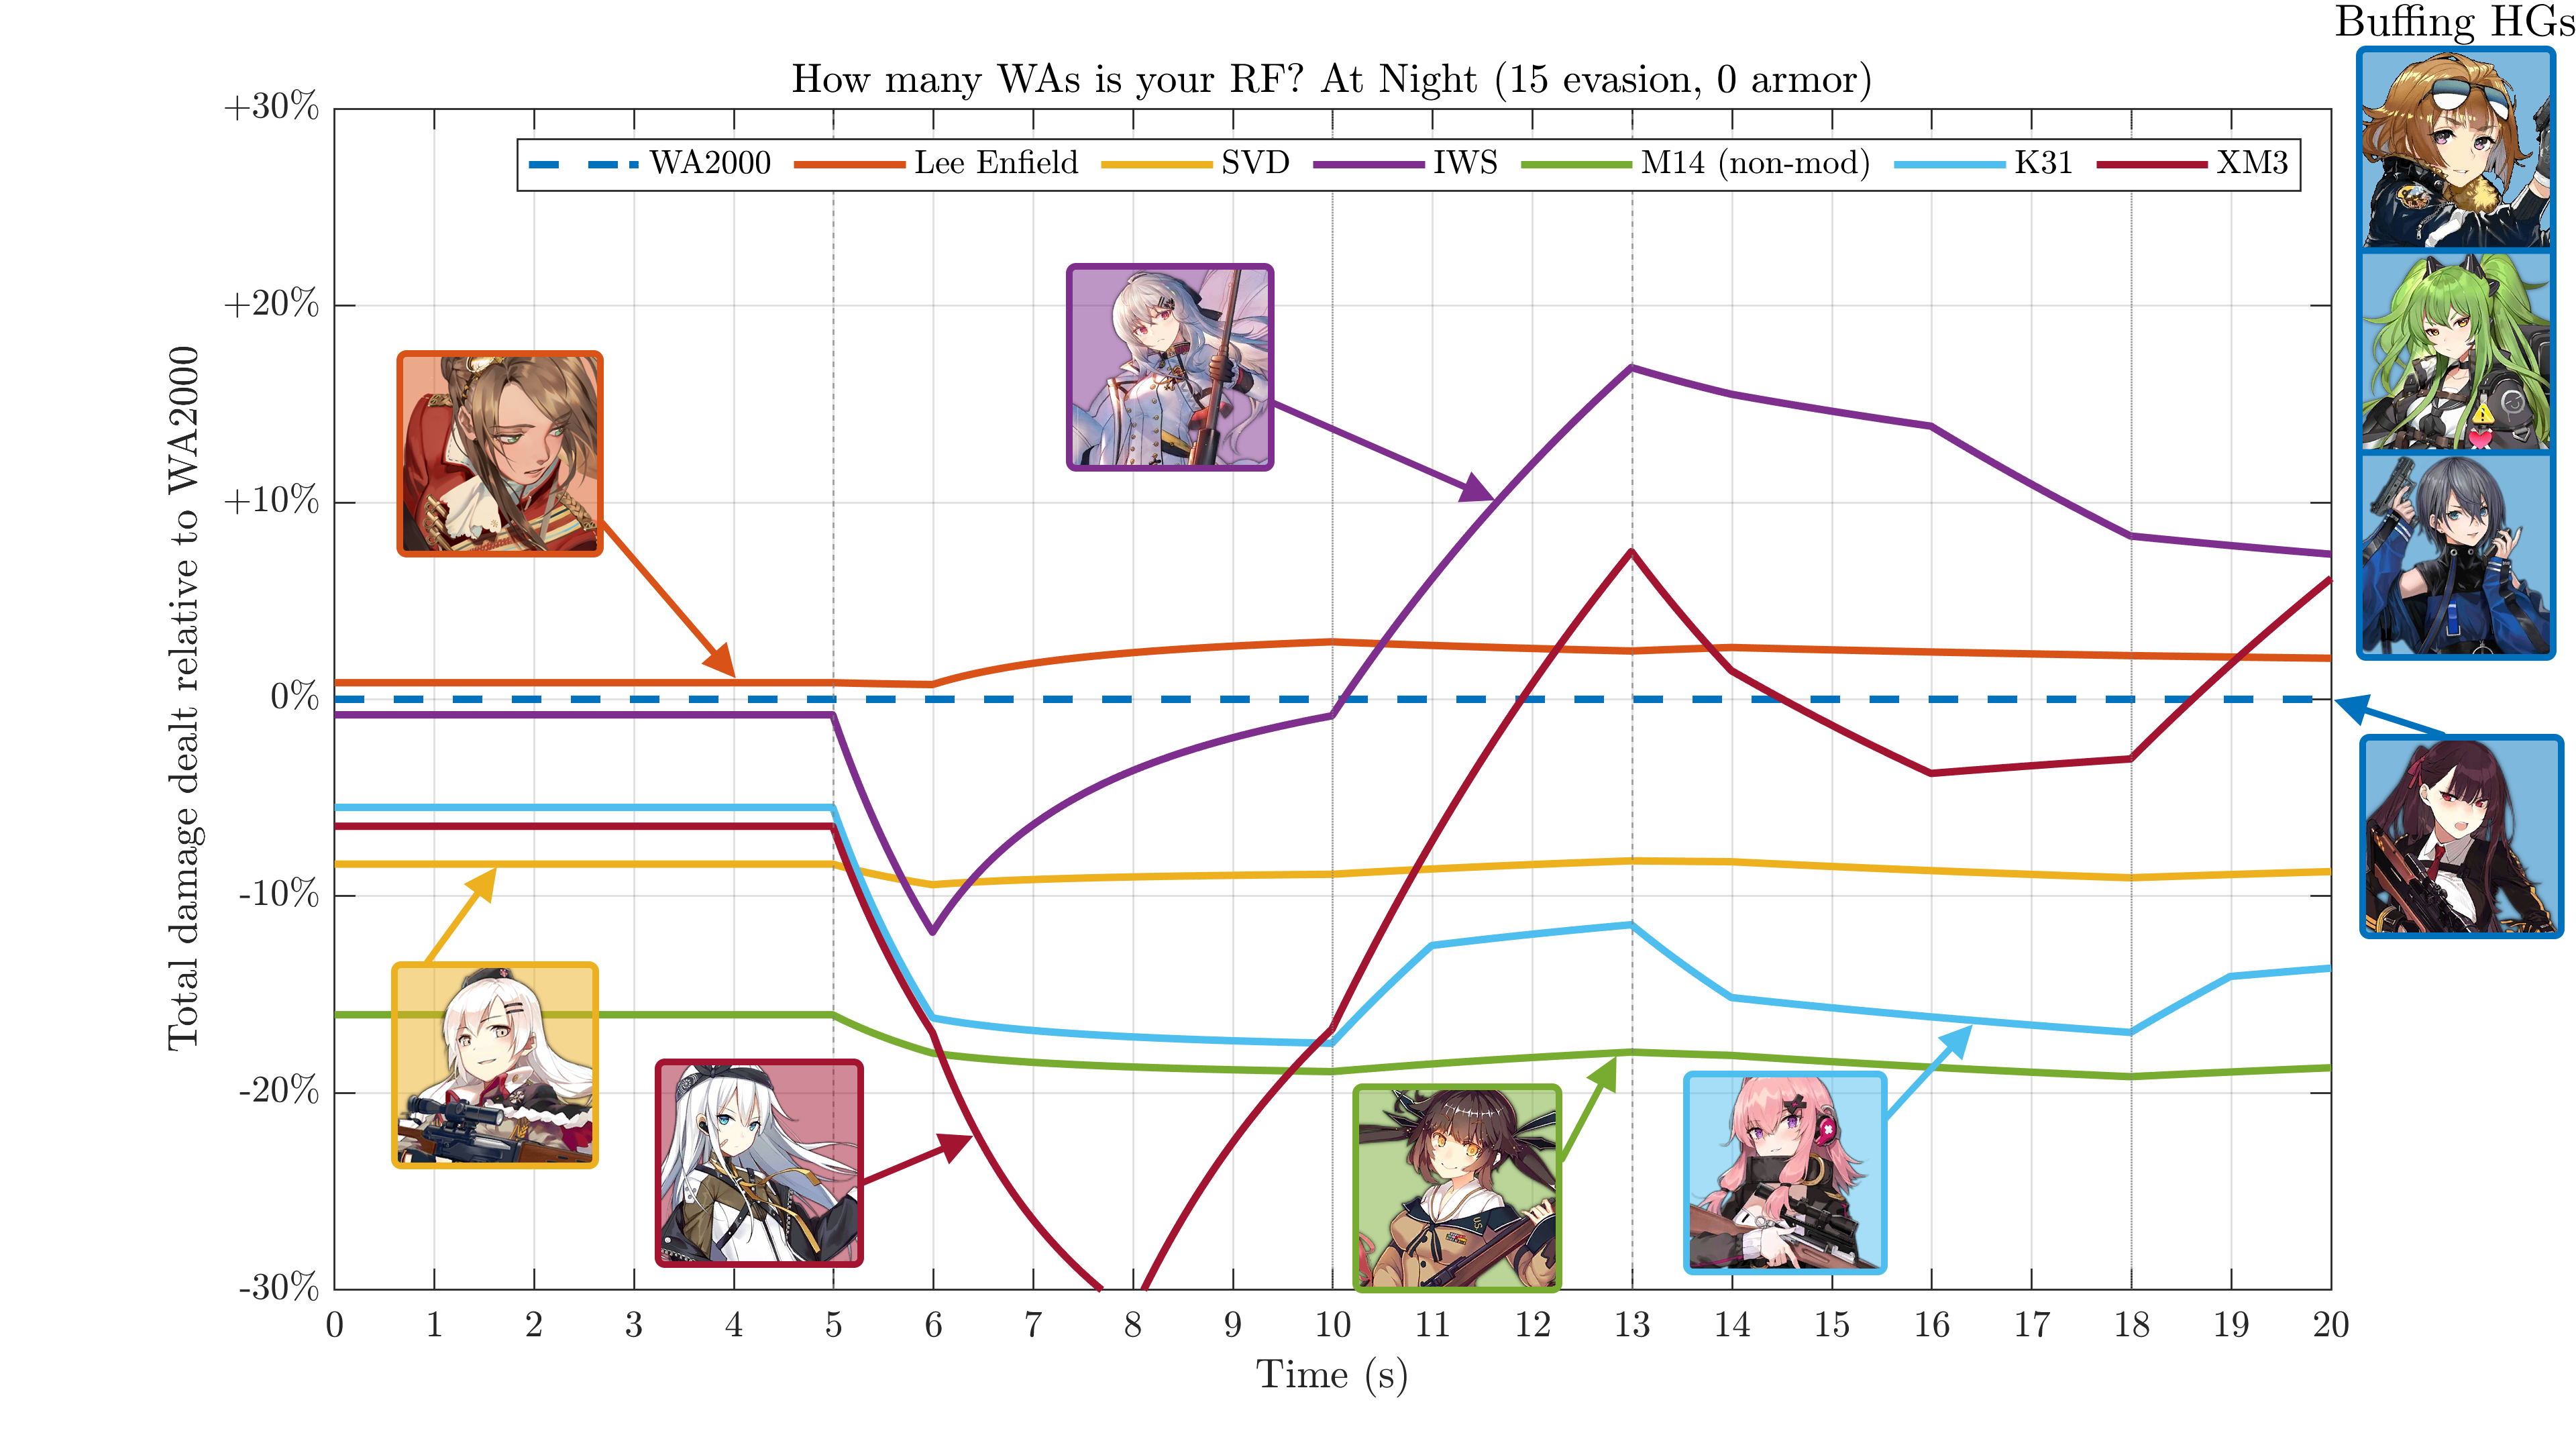 Buffing HGs
How many WAs is your RF? At Night (15 evasion, 0 armor)
WA2000 Lee Enfield SVD IWS M14 (non-mod) K31 XM3
Total damage dealt relative to WA2000
+30%
+20%
+10%
0%
-10%
-20%
-30%
0 1 2 3 4 5 6 7 8 9 10 11 12 13 14 15 16 17 18 19 20
Time (s)
US